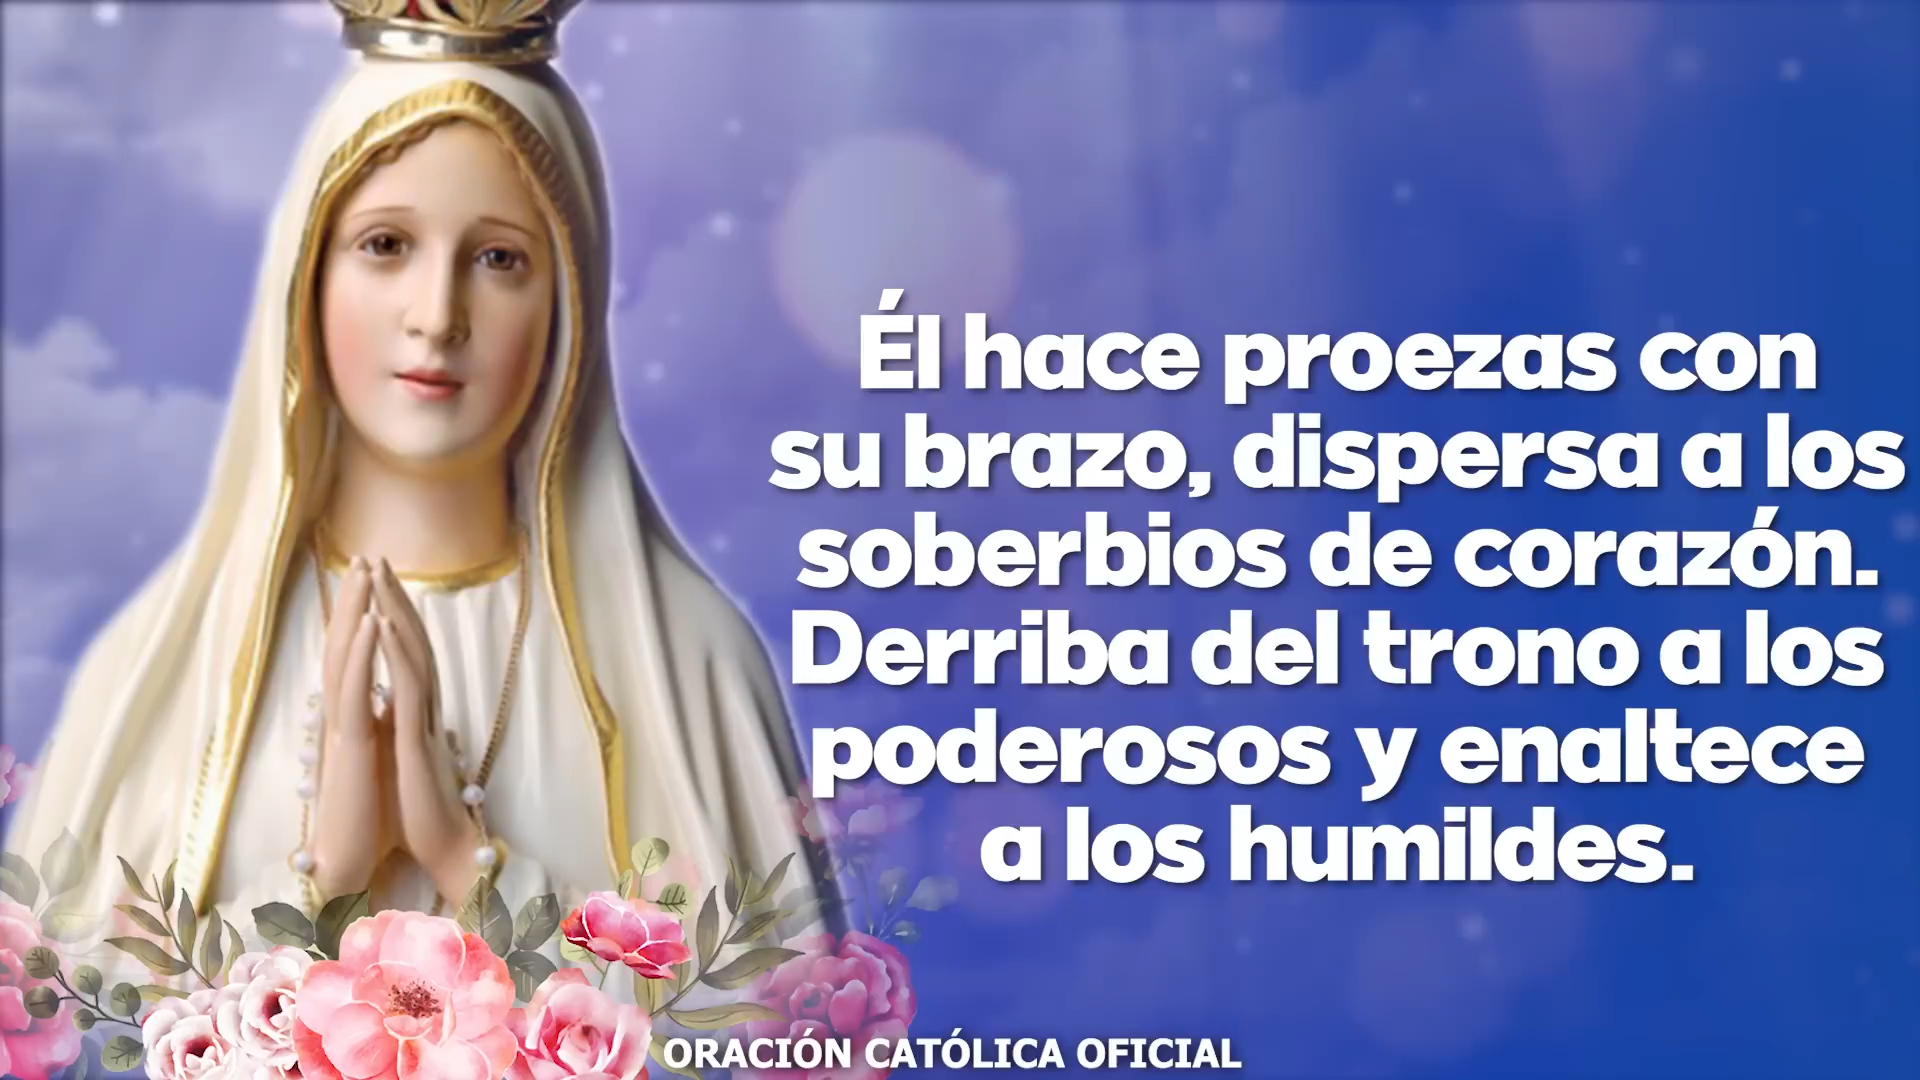 Él hace proezas con
su brazo, dispersa a los
soberbios de corazón.
Derriba del trono a los
poderosos y enaltece
a los humildes.
ORACIÓN CATÓLICA OFICIAL